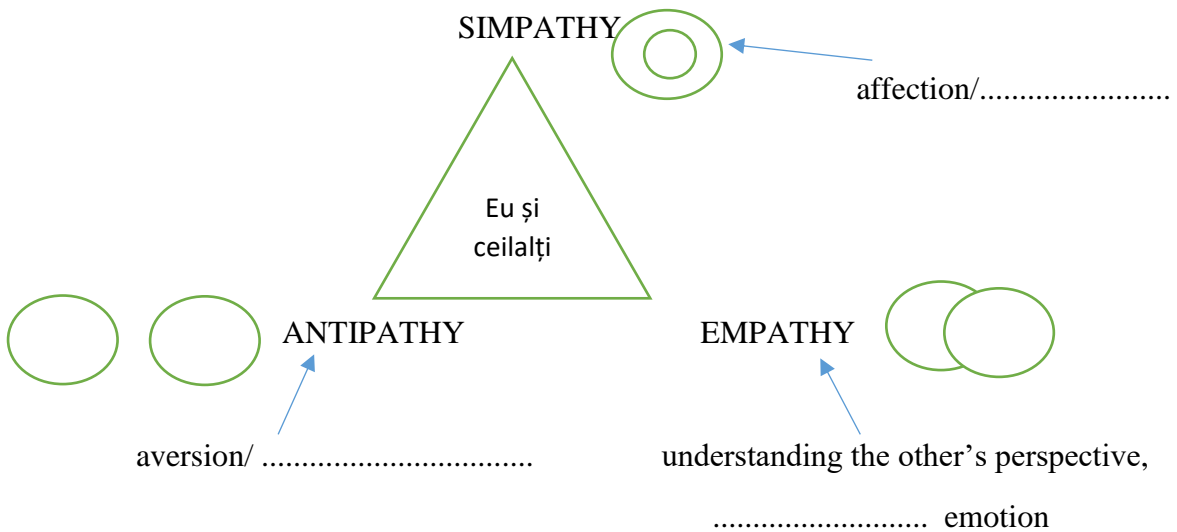 SIMPATHY
affection/........................
Eu și
ceilalți
ANTIPATHY
EMPATHY
aversion/ ..................................
understanding the other’s perspective,
........................... emotion